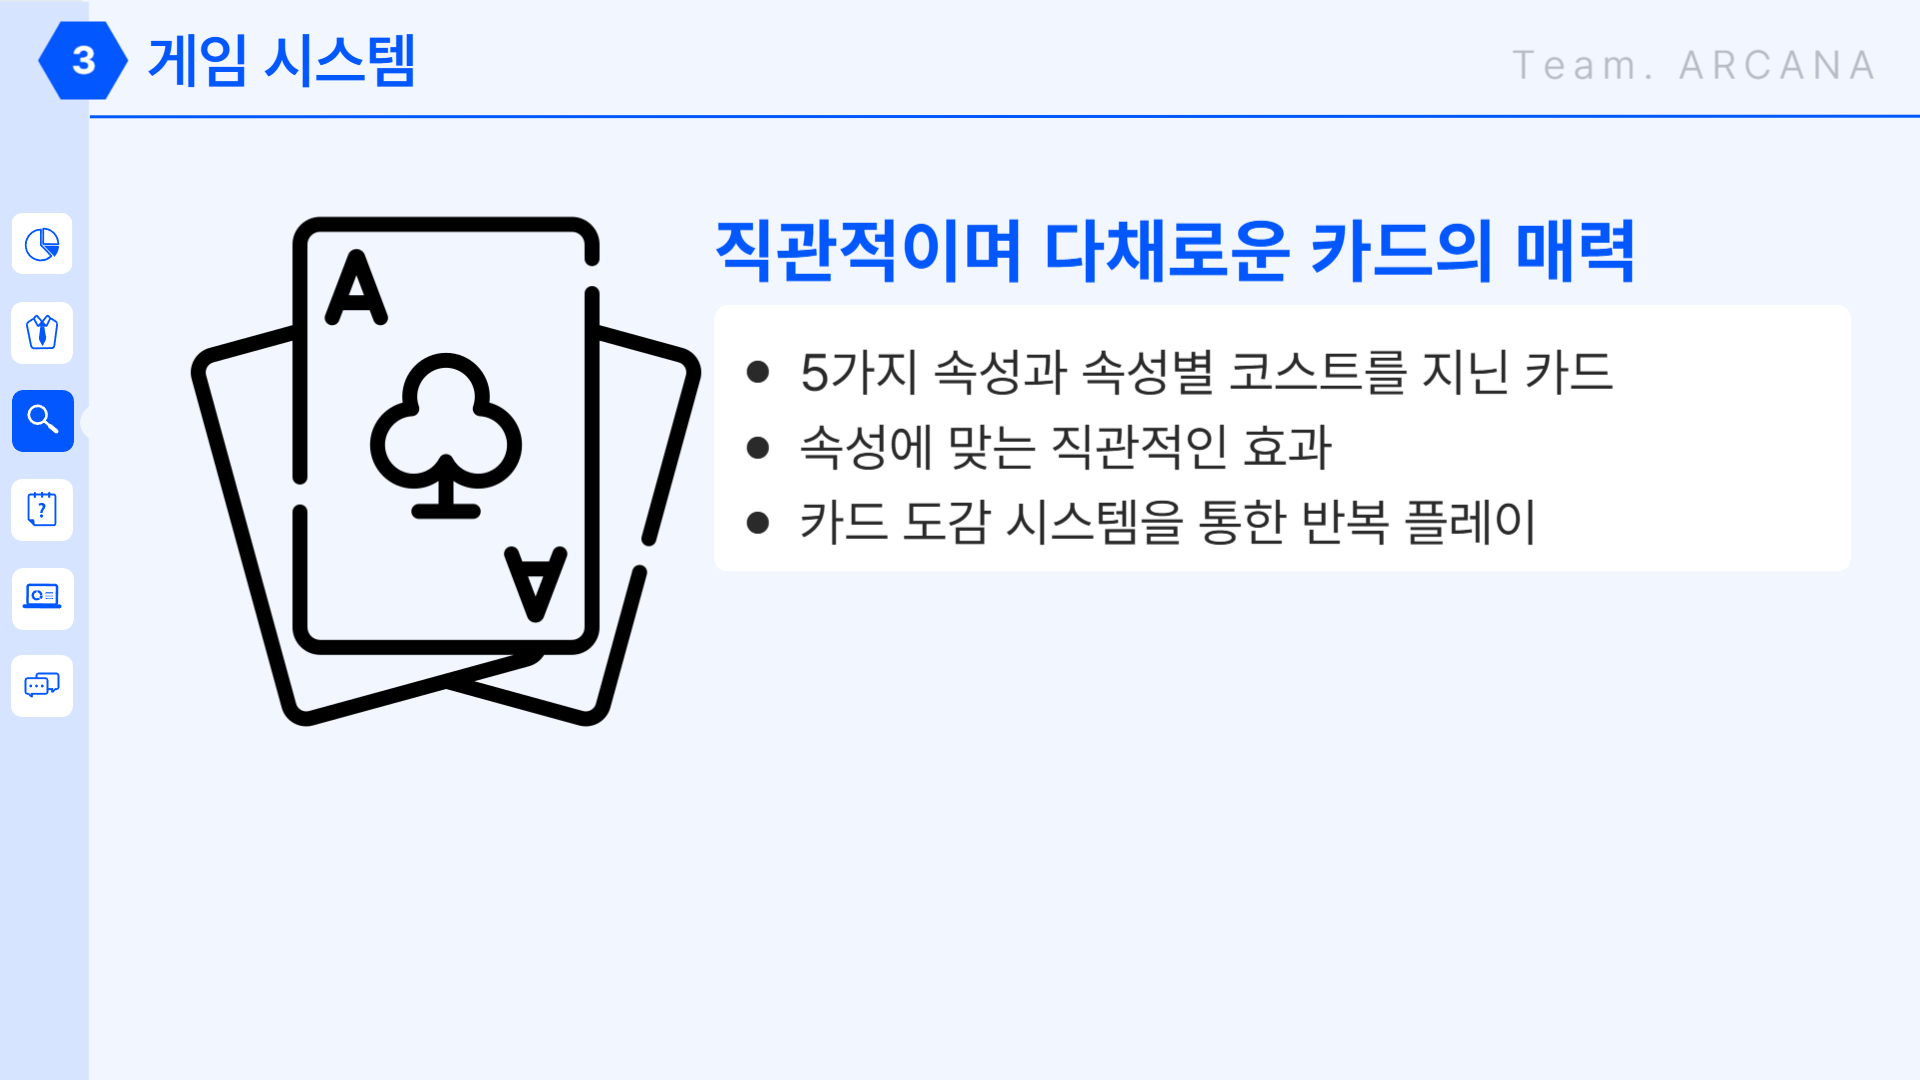 3 게임 시스템
Team. ARCANA
직관적이며 다채로운 카드의 매력
● 5가지 속성과 속성별 코스트를 지닌 카드
● 속성에 맞는 직관적인 효과
● 카드 도감 시스템을 통한 반복 플레이
A
A
?